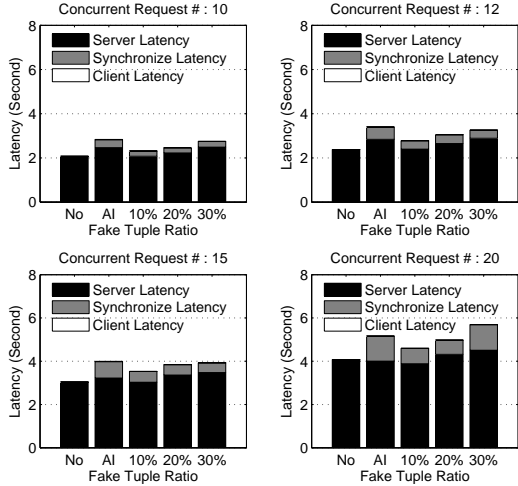 Concurrent Request # : 10
8
6
4
2
0
Latency (Second)
Server Latency
Synchronize Latency
Client Latency
No AI 10% 20% 30%
Fake Tuple Ratio
Concurrent Request # : 12
8
6
4
2
0
Latency (Second)
Server Latency
Synchronize Latency
Client Latency
No AI 10% 20% 30%
Fake Tuple Ratio
Concurrent Request # : 15
8
6
4
2
0
Latency (Second)
Server Latency
Synchronize Latency
Client Latency
No AI 10% 20% 30%
Fake Tuple Ratio
Concurrent Request # : 20
8
6
4
2
0
Latency (Second)
Server Latency
Synchronize Latency
Client Latency
No AI 10% 20% 30%
Fake Tuple Ratio